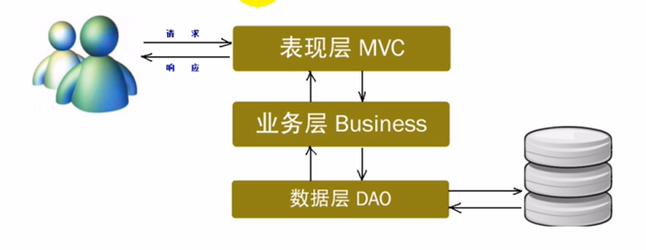 请 求
响 应
表现层 MVC
业务层 Business
数据层 DAO